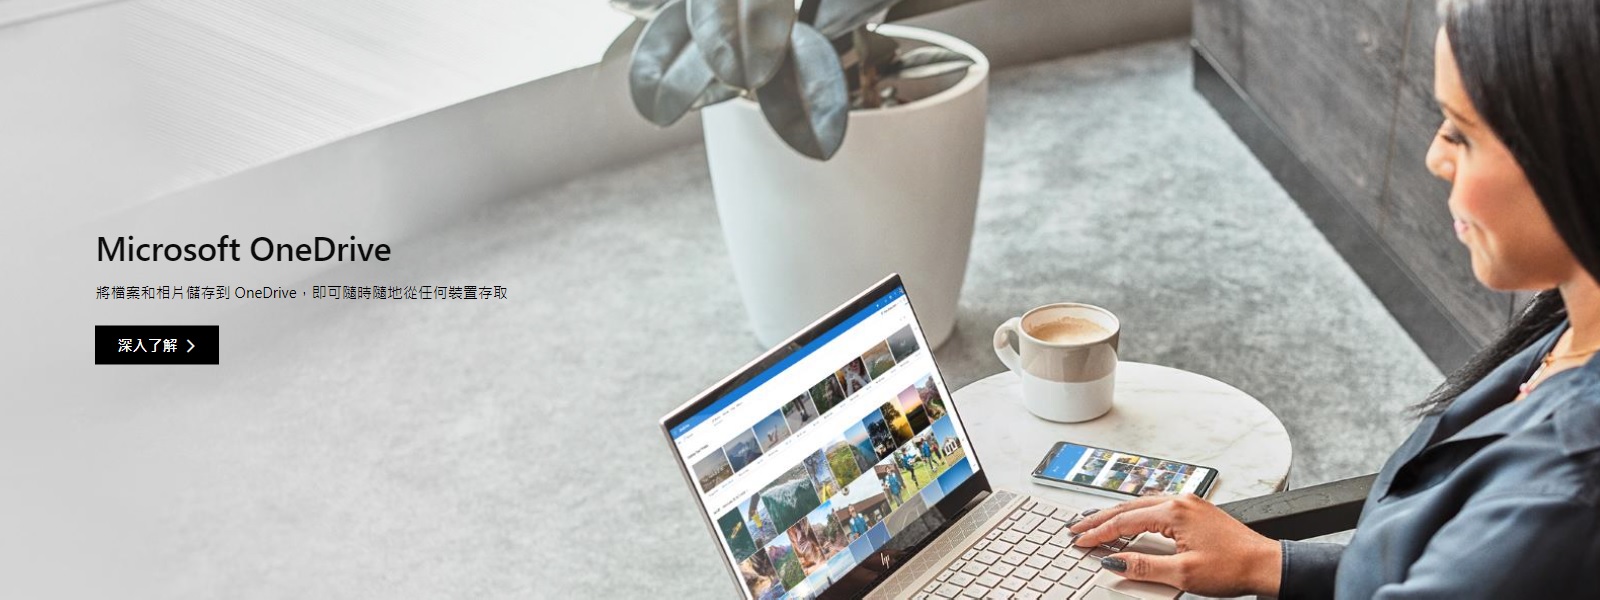 Microsoft OneDrive
將檔案和相片儲存到 OneDrive，即可隨時隨地從任何裝置存取
深入了解
hp